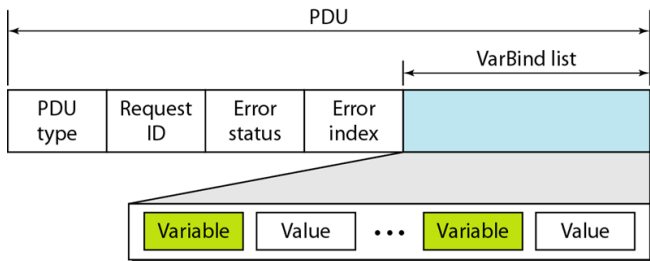 PDU
VarBind list
PDU type
Request ID
Error status
Error index
Variable Value ... Variable Value